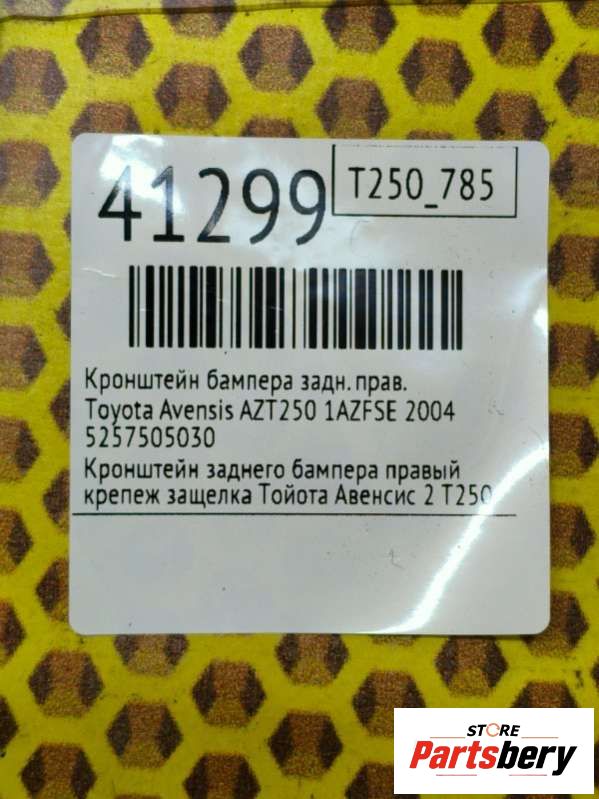 41299
T250_785
Кронштейн бампера задн. прав.
Toyota Avensis AZT250 1AZFSE 2004
5257505030
Кронштейн заднего бампера правый
крепеж защелка Тойота Авенсис 2 Т250
STORE
Partsbery